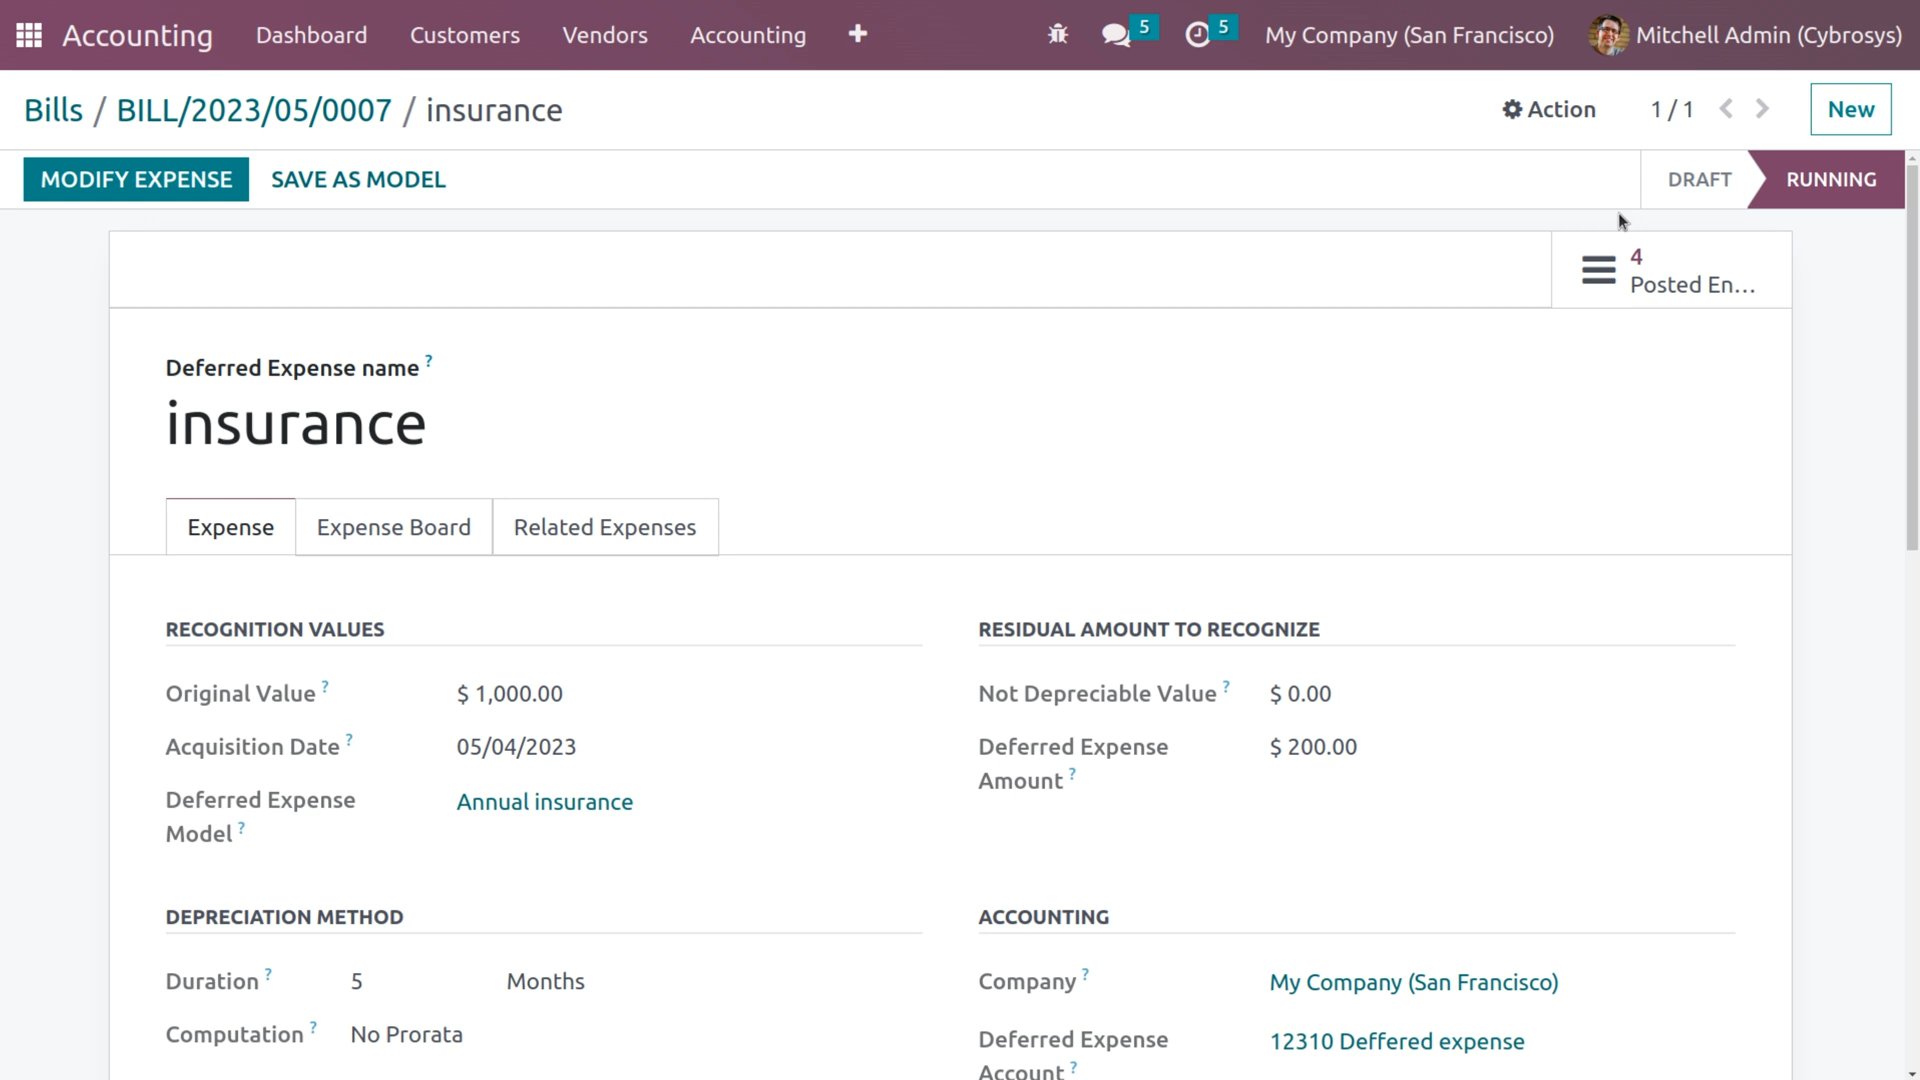 Accounting Dashboard Customers Vendors Accounting + 5 5 My Company (San Francisco) Mitchell Admin (Cybrosys)
Bills / BILL/2023/05/0007 / insurance Action 1 / 1 New
MODIFY EXPENSE SAVE AS MODEL DRAFT RUNNING
4
Posted En...
Deferred Expense name ?
insurance
Expense Expense Board Related Expenses
RECOGNITION VALUES
Original Value ? $ 1,000.00
Acquisition Date ? 05/04/2023
Deferred Expense
Model ? Annual insurance
RESIDUAL AMOUNT TO RECOGNIZE
Not Depreciable Value ? $ 0.00
Deferred Expense
Amount ? $ 200.00
DEPRECIATION METHOD
Duration ? 5 Months
Computation ? No Prorata
ACCOUNTING
Company ? My Company (San Francisco)
Deferred Expense
Account ? 12310 Deffered expense